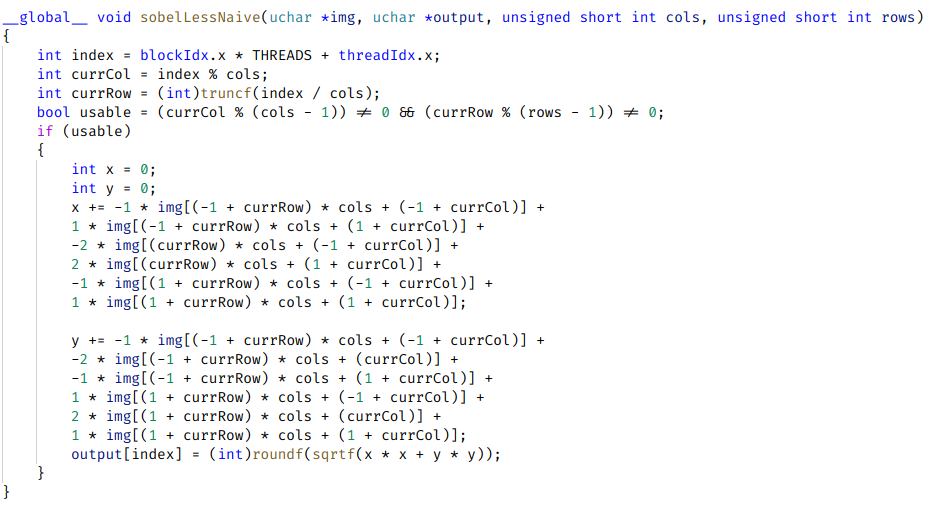 __global__ void sobelLessNaive(uchar *img, uchar *output, unsigned short int cols, unsigned short int rows)
{
    int index = blockIdx.x * THREADS + threadIdx.x;
    int currCol = index % cols;
    int currRow = (int)truncf(index / cols);
    bool usable = (currCol % (cols - 1)) != 0 && (currRow % (rows - 1)) != 0;
    if (usable)
    {
        int x = 0;
        int y = 0;
        x += -1 * img[(-1 + currRow) * cols + (-1 + currCol)] +
        1 * img[(-1 + currRow) * cols + (1 + currCol)] +
        -2 * img[(currRow) * cols + (-1 + currCol)] +
        2 * img[(currRow) * cols + (1 + currCol)] +
        -1 * img[(1 + currRow) * cols + (-1 + currCol)] +
        1 * img[(1 + currRow) * cols + (1 + currCol)];

        y += -1 * img[(-1 + currRow) * cols + (-1 + currCol)] +
        -2 * img[(-1 + currRow) * cols + (currCol)] +
        -1 * img[(-1 + currRow) * cols + (1 + currCol)] +
        1 * img[(1 + currRow) * cols + (-1 + currCol)] +
        2 * img[(1 + currRow) * cols + (currCol)] +
        1 * img[(1 + currRow) * cols + (1 + currCol)];
        output[index] = (int)roundf(sqrtf(x * x + y * y));
    }
}